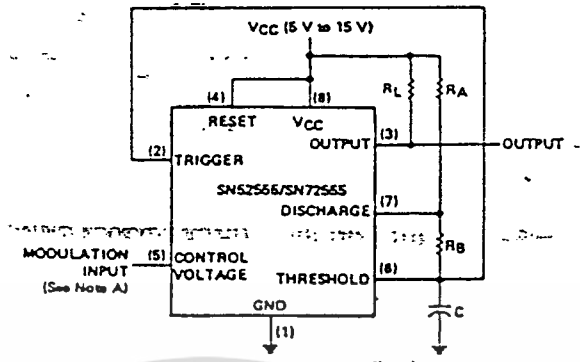 VCC (5 V to 15 V)
(4)
(8)
RL
RA
RESET
VCC
(3)
OUTPUT
OUTPUT
(2)
TRIGGER
SN52555/SN72555
(7)
DISCHARGE
RB
MODULATION
INPUT
(See Note A)
(5)
CONTROL
VOLTAGE
(6)
THRESHOLD
C
GND
(1)